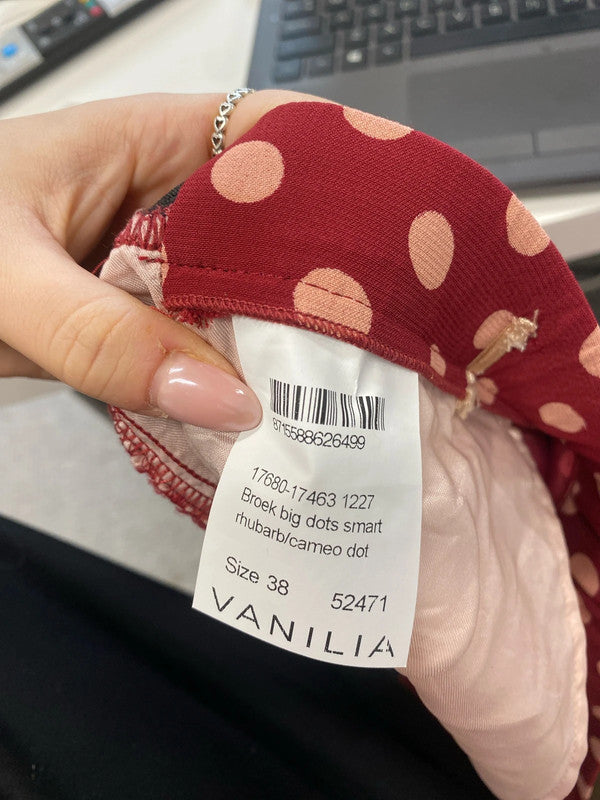 8715588626499
17680-17463 1227
Broek big dots smart
rhubarb/cameo dot
Size 38 52471
VANILIA